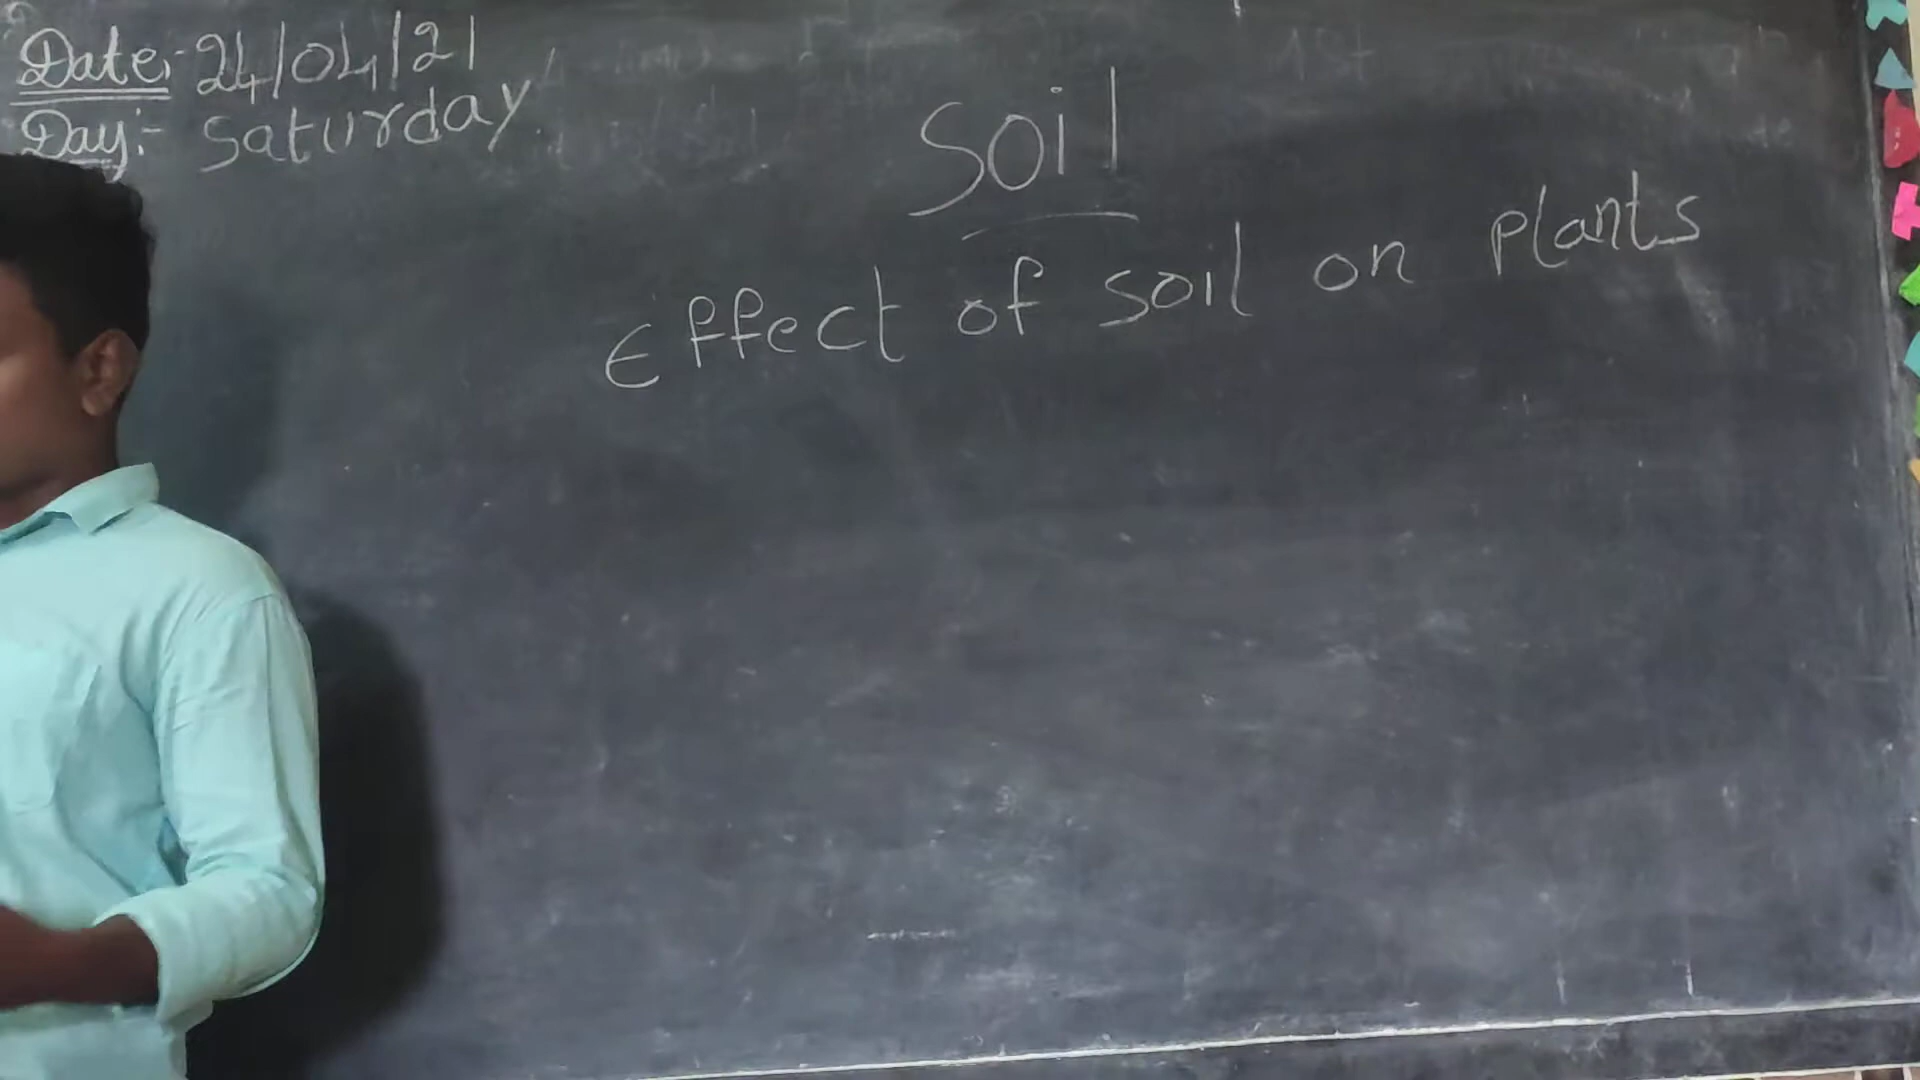 Date:- 24/04/21
Day:- Saturday
Soil
Effect of soil on plants